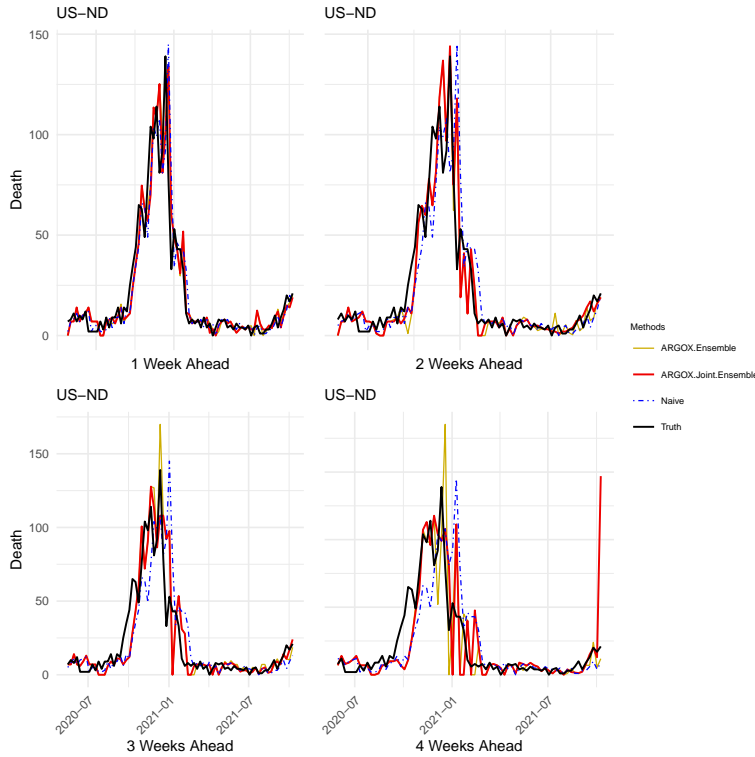 US−ND
US−ND
150
100
50
0
Death
1 Week Ahead
2 Weeks Ahead
Methods
ARGOX.Ensemble
ARGOX.Joint.Ensemble
Naive
Truth
US−ND
US−ND
150
100
50
0
Death
2020−07
2021−01
2021−07
2020−07
2021−01
2021−07
3 Weeks Ahead
4 Weeks Ahead